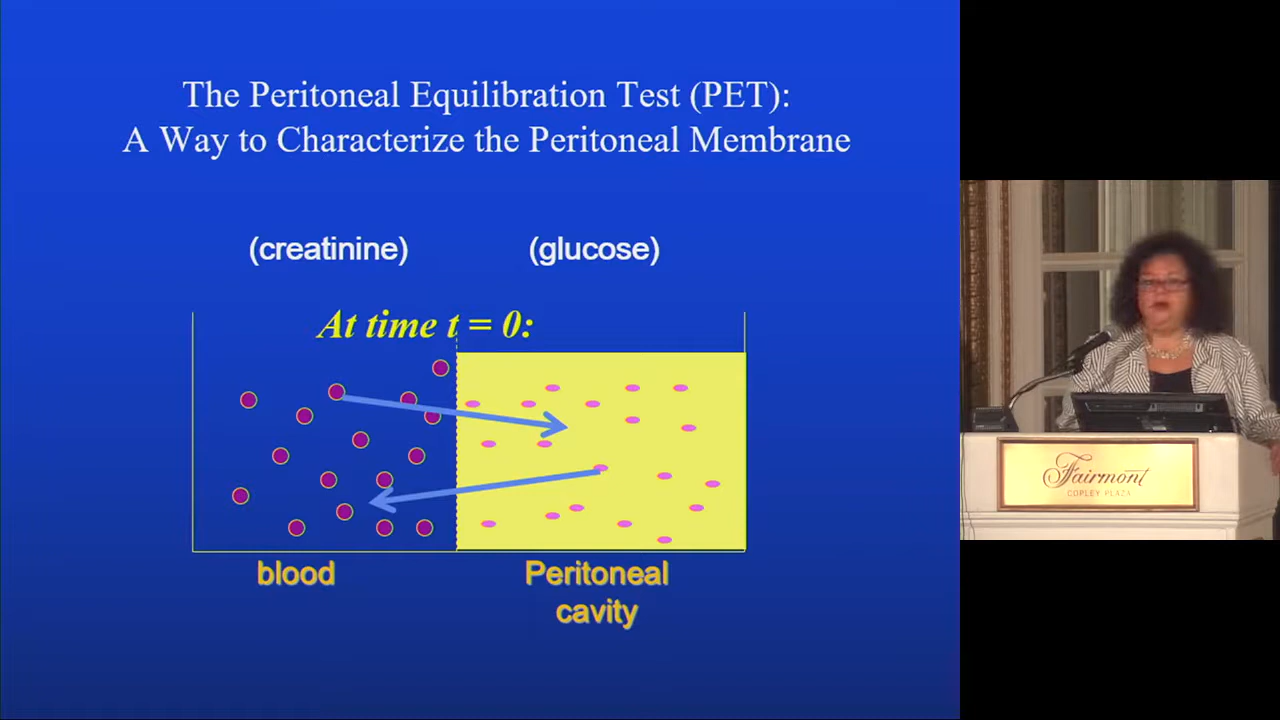 The Peritoneal Equilibration Test (PET):
A Way to Characterize the Peritoneal Membrane
(creatinine) (glucose)
At time t = 0:
blood
Peritoneal
cavity
Fairmont
COPLEY PLAZA